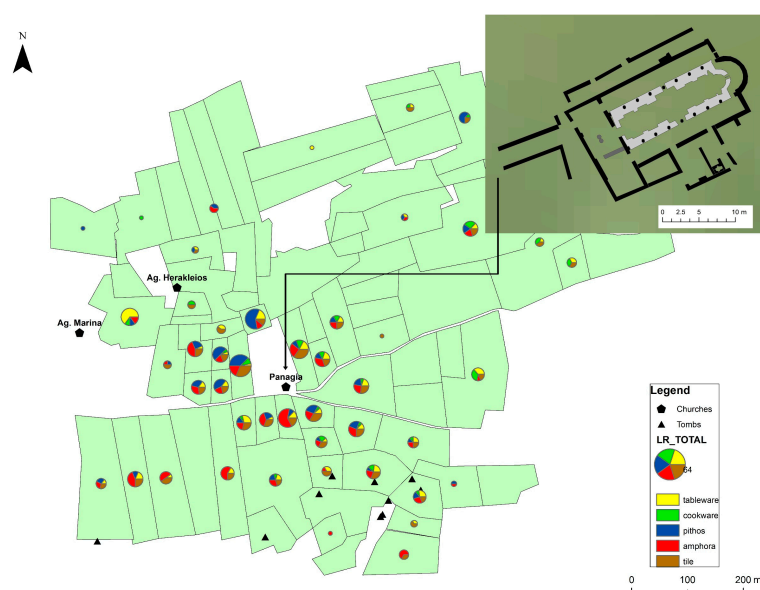 N
0 2.5 5 10 m
Ag. Herakleios
Ag. Marina
Panagia
Legend
Churches
Tombs
LR_TOTAL
64
tableware
cookware
pithos
amphora
tile
0 100 200 m